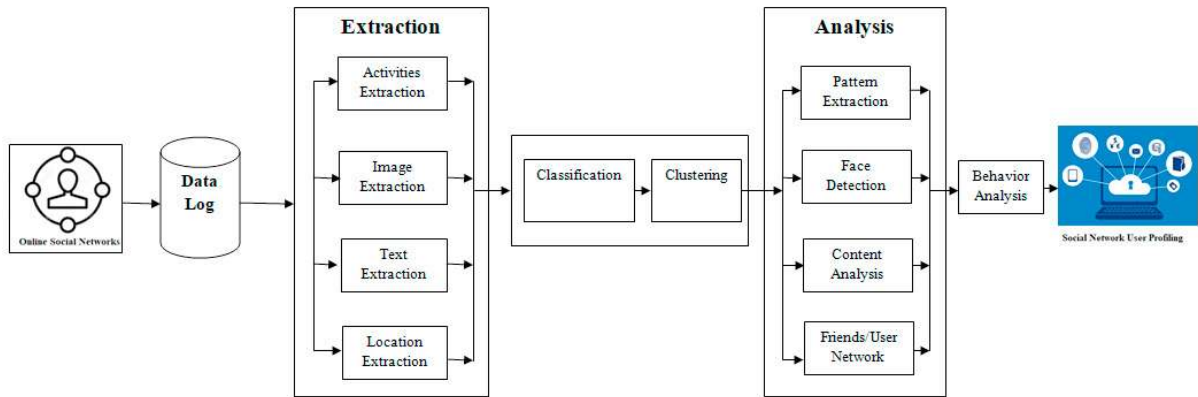 Online Social Networks
Data
Log
Extraction
Activities
Extraction
Image
Extraction
Text
Extraction
Location
Extraction
Classification
Clustering
Analysis
Pattern
Extraction
Face
Detection
Content
Analysis
Friends/User
Network
Behavior
Analysis
Social Network User Profiling